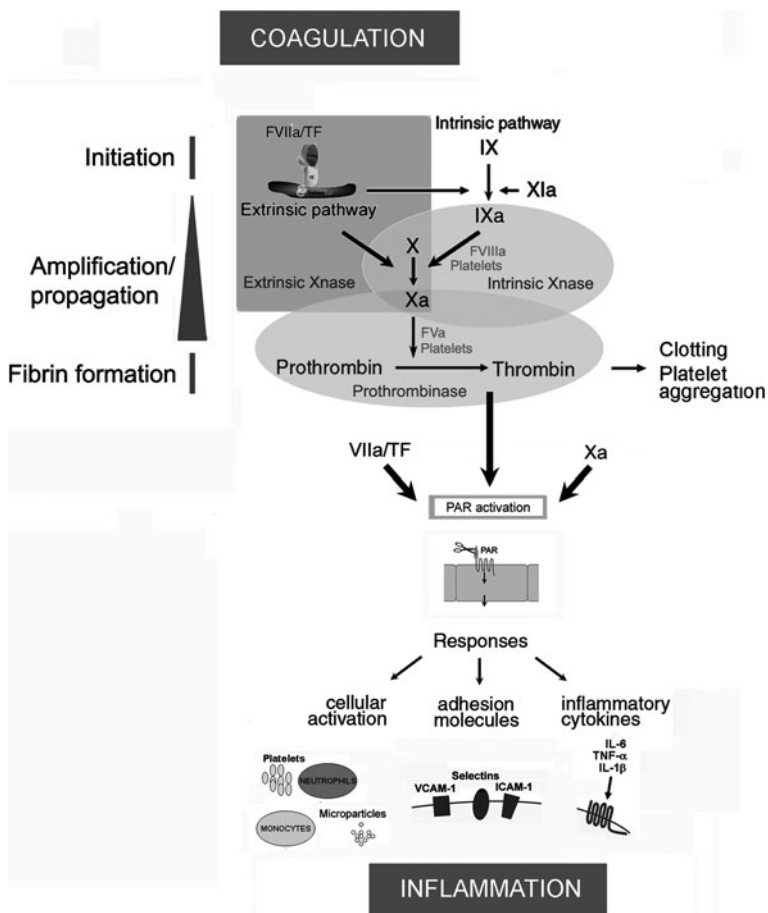 COAGULATION
FVIIa/TF
Extrinsic pathway
Intrinsic pathway
IX
XIa
IXa
Initiation
Amplification/
propagation
Fibrin formation
X
Xa
Extrinsic Xnase
FVIIIa
Platelets
Intrinsic Xnase
FVa
Platelets
Prothrombin
Thrombin
Prothrombinase
Clotting
Platelet
aggregation
VIIa/TF
Xa
PAR activation
PAR
Responses
cellular
activation
adhesion
molecules
inflammatory
cytokines
Platelets
NEUTROPHILS
MONOCYTES
Microparticles
VCAM-1
Selectins
ICAM-1
IL-6
TNF-α
IL-1β
INFLAMMATION